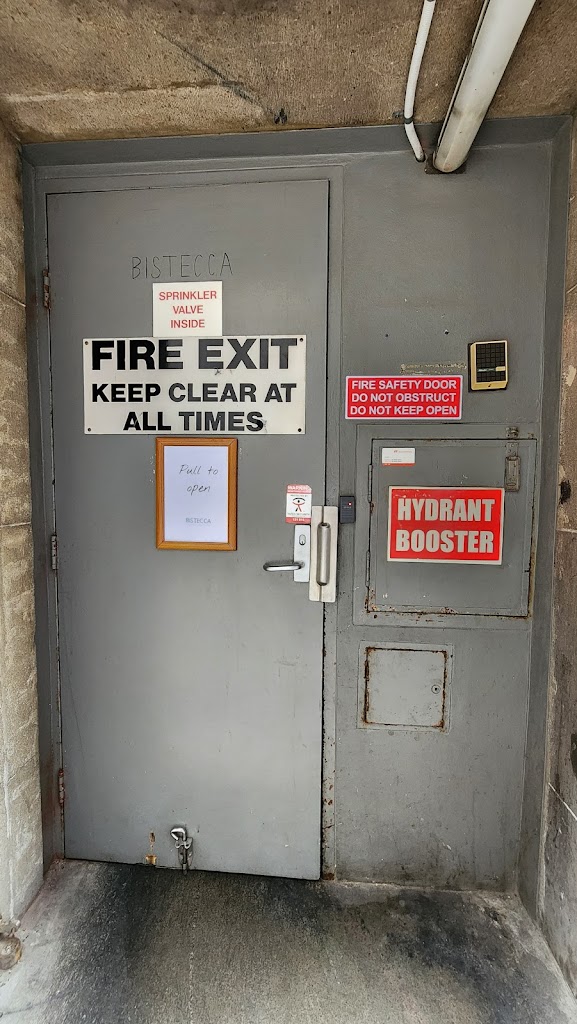 BISTECCA
SPRINKLER
VALVE
INSIDE
FIRE EXIT
KEEP CLEAR AT
ALL TIMES
FIRE SAFETY DOOR
DO NOT OBSTRUCT
DO NOT KEEP OPEN
Pull to
open
BISTECCA
HYDRANT
BOOSTER